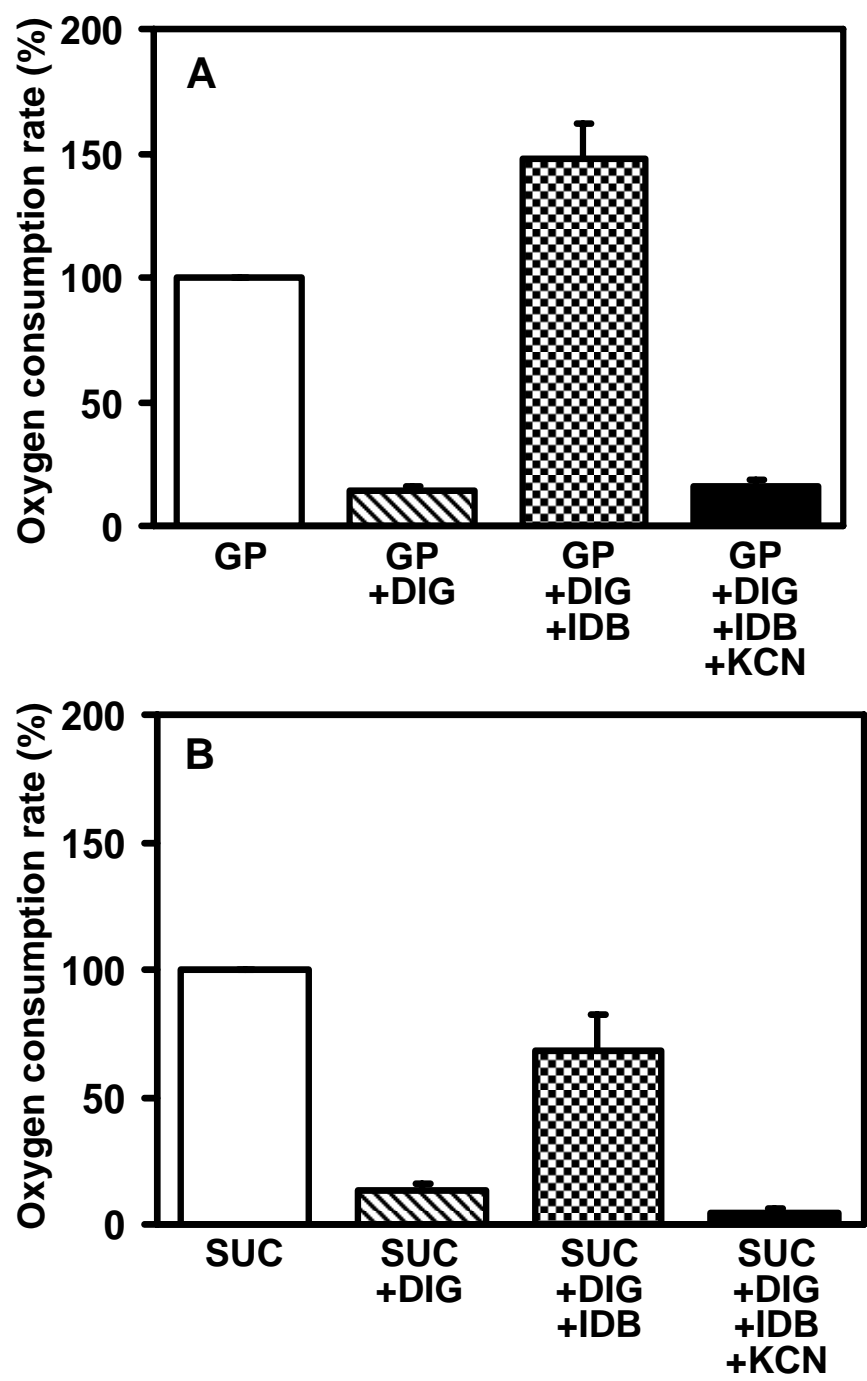 A
Oxygen consumption rate (%)
200
150
100
50
0
GP
GP
+DIG
GP
+DIG
+IDB
GP
+DIG
+IDB
+KCN
B
Oxygen consumption rate (%)
200
150
100
50
0
SUC
SUC
+DIG
SUC
+DIG
+IDB
SUC
+DIG
+IDB
+KCN